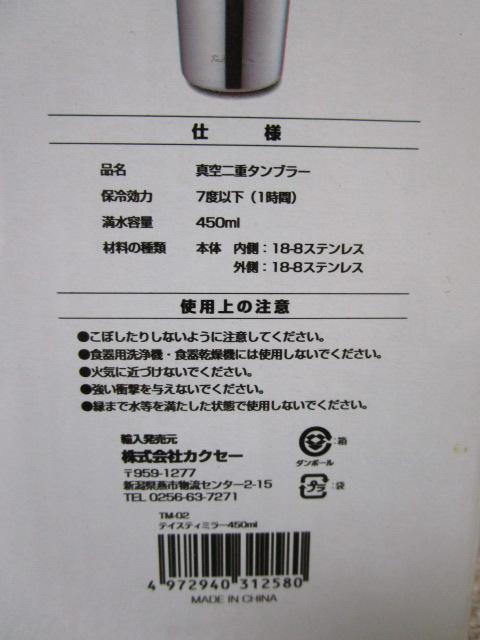 仕　様
品名　真空二重タンブラー
保冷効力　7度以下（1時間）
満水容量　450ml
材料の種類　本体　内側：18-8ステンレス
外側：18-8ステンレス
使用上の注意
●こぼしたりしないように注意してください。
●食器用洗浄機・食器乾燥機には使用しないでください。
●火気に近づけないでください。
●強い衝撃を与えないでください。
●縁まで水等を満たした状態で使用しないでください。
輸入発売元
株式会社カクセー
〒959-1277
新潟県燕市物流センター2-15
TEL 0256-63-7271
：箱
ダンボール
プラ
：袋
TM-02
テイスティミラー450ml
4 972940 312580
MADE IN CHINA